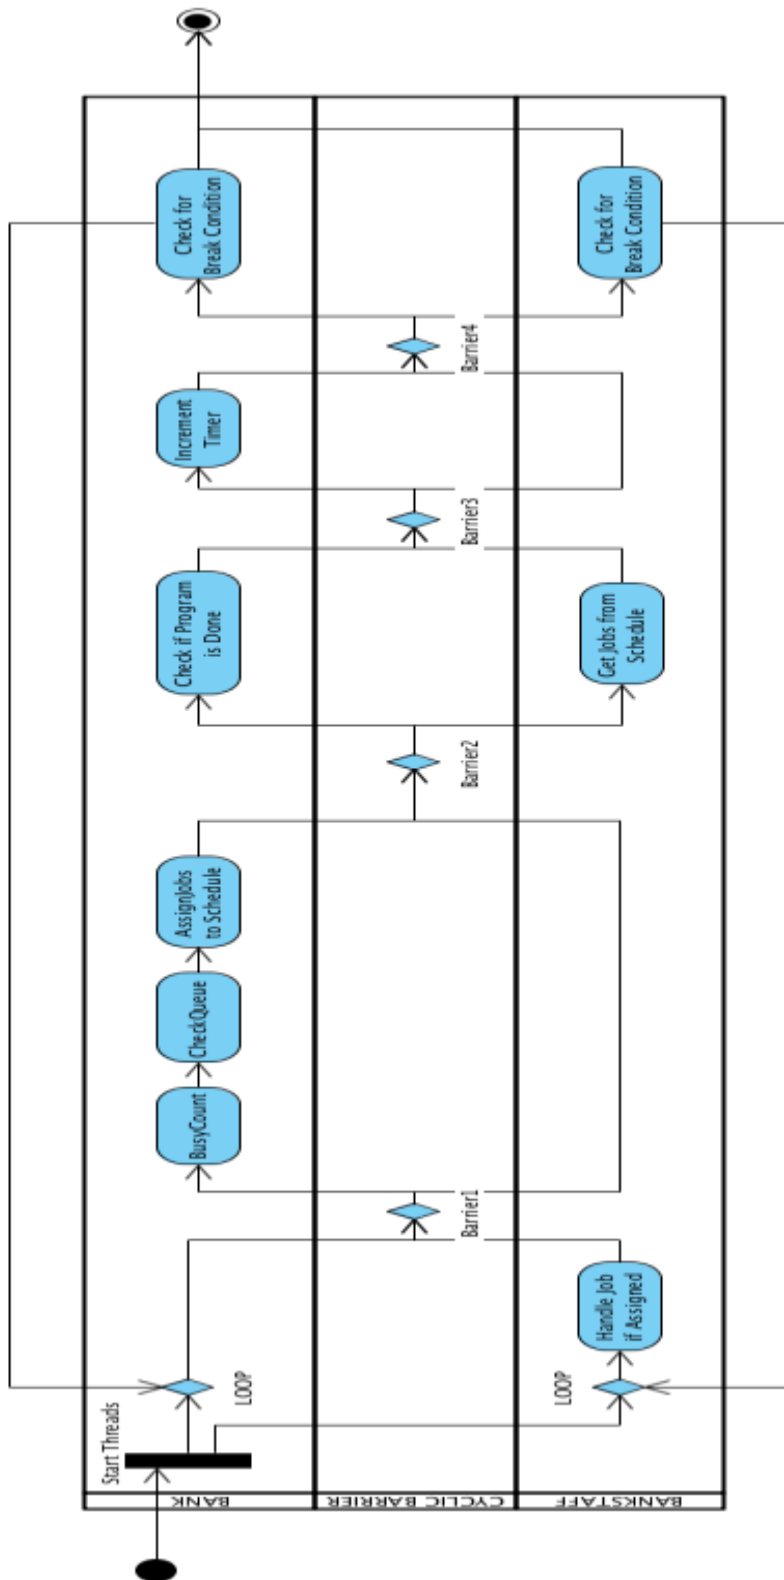 BANK
CYCLIC BARRIER
BANKSTAFF
Start Threads
LOOP
LOOP
Handle Job
if Assigned
Barrier1
BusyCount
CheckQueue
AssignJobs
to Schedule
Barrier2
Check if Program
is Done
Get Jobs from
Schedule
Barrier3
Increment
Timer
Barrier4
Check for
Break Condition
Check for
Break Condition